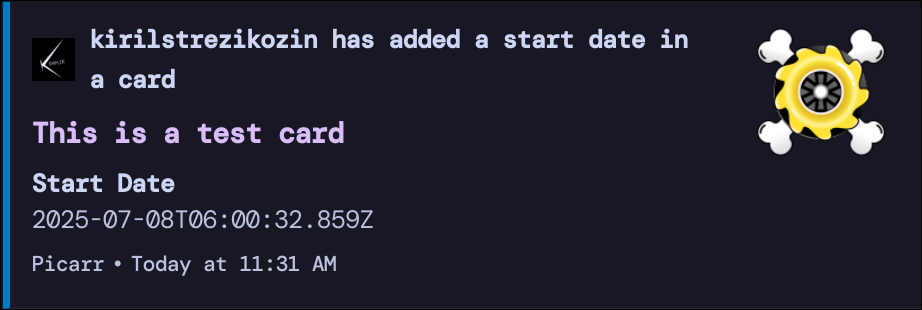 kirilstrezikozin has added a start date in
a card
This is a test card
Start Date
2025-07-08T06:00:32.859Z
Picarr • Today at 11:31 AM